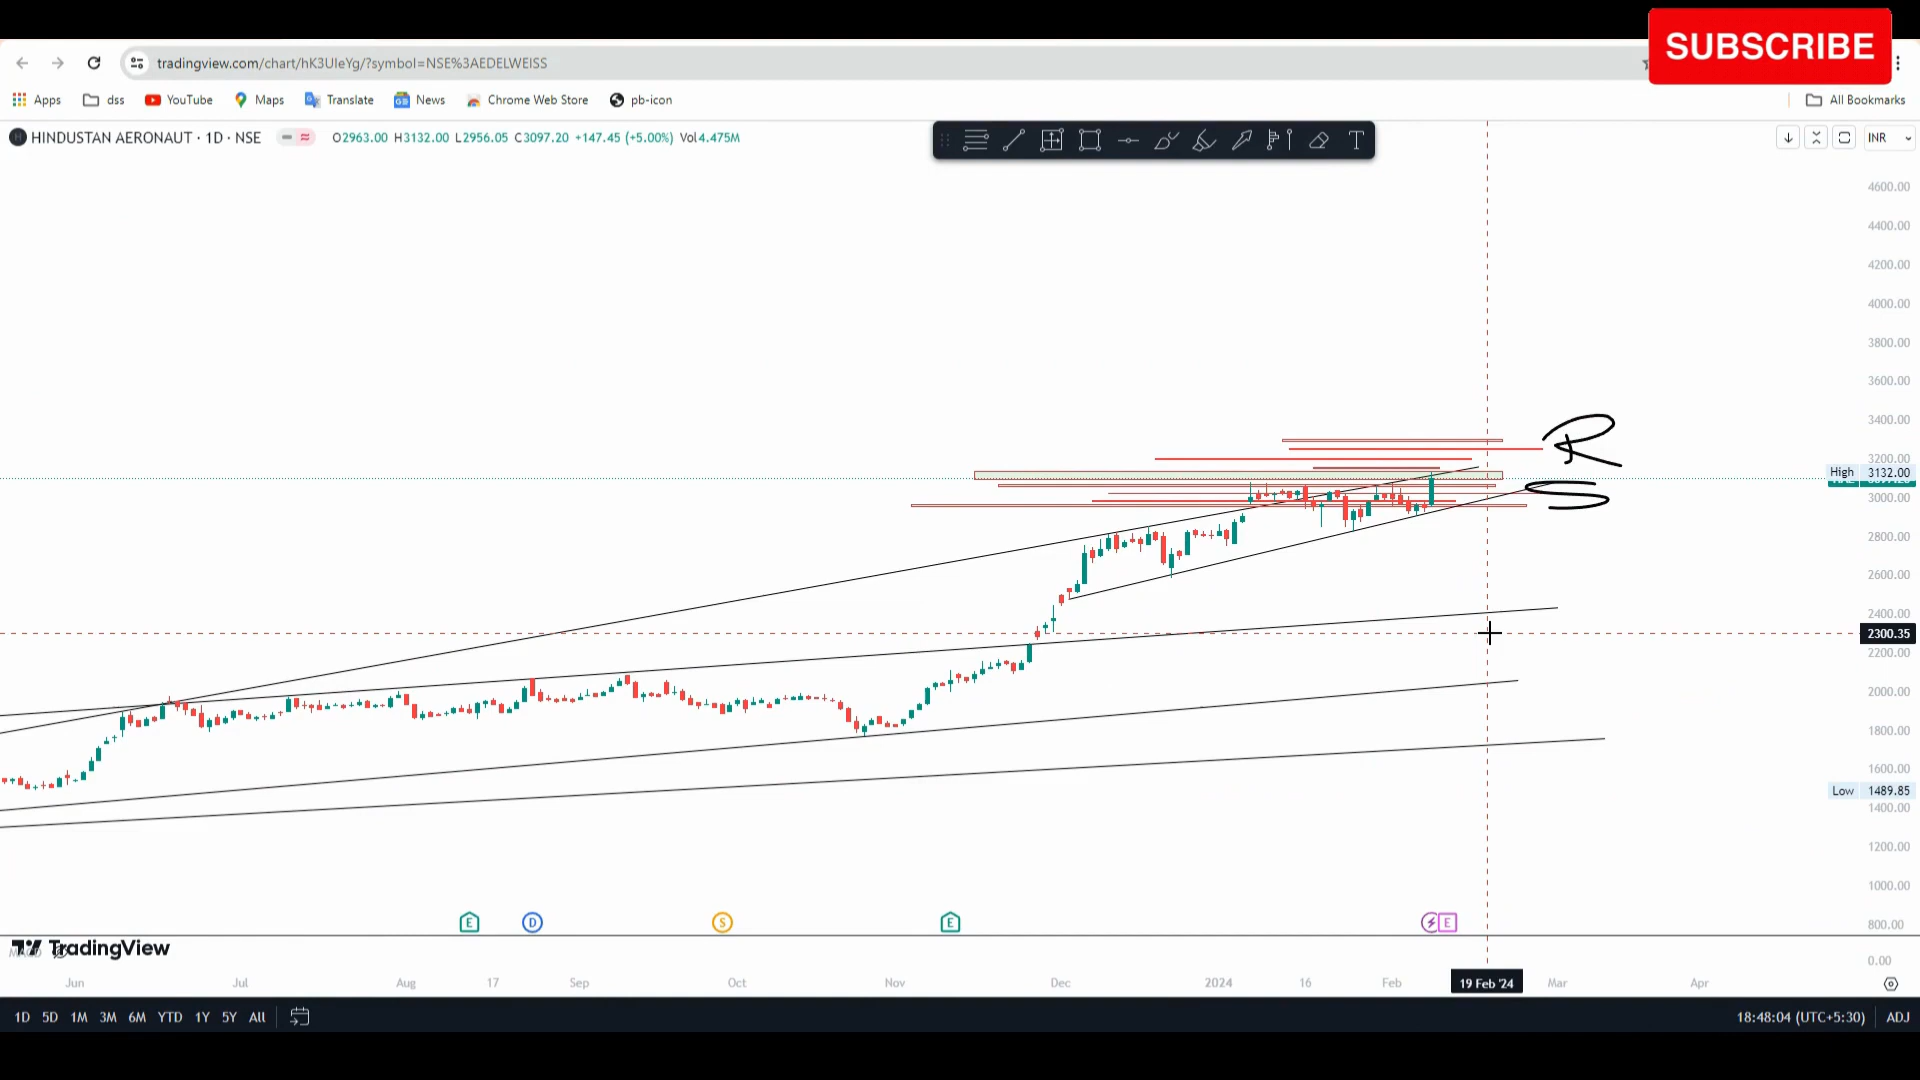 SUBSCRIBE
tradingview.com/chart/hK3UIeYg/?symbol=NSE%3AEDELWEISS
Apps dss YouTube Maps Translate News Chrome Web Store pb-icon All Bookmarks
HINDUSTAN AERONAUT · 1D · NSE O2963.00 H3132.00 L2956.05 C3097.20 +147.45 (+5.00%) Vol4.475M INR
4600.00
4400.00
4200.00
4000.00
3800.00
3600.00
3400.00
R
3200.00
High 3132.00
S
3000.00
2800.00
2600.00
2400.00
2300.35
2200.00
2000.00
1800.00
1600.00
Low 1489.85
1400.00
1200.00
1000.00
E D S E E
800.00
TradingView
0.00
Jun Jul Aug 17 Sep Oct Nov Dec 2024 16 Feb 19 Feb '24 Mar Apr
1D 5D 1M 3M 6M YTD 1Y 5Y All 18:48:04 (UTC+5:30) ADJ